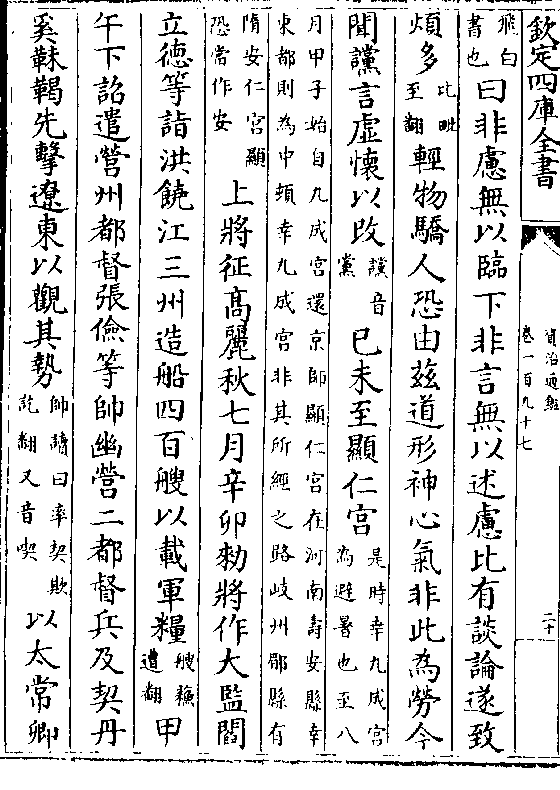 欽定四庫全書
資治通鑑
卷一百九十七
二十
飛白書也曰非慮無以臨下非言無以述慮比有談論遂致
煩多比毗至翻輕物驕人恐由兹道形神心氣非此為勞今
聞讜言虛懷以改讜音黨己未至顯仁宮是時幸九成宮為避暑也至八
月甲子始自九成宮還京師顯仁宮在河南壽安縣幸東都則為中頓幸九成宮非其所經之路岐州郿縣有
隋安仁宮顯恐當作安上將征高麗秋七月辛卯勑將作大監閻
立徳等詣洪饒江三州造船四百艘以載軍糧艘蘇遭翻甲
午下詔遣營州都督張儉等帥幽營二都督兵及契丹
奚靺鞨先擊遼東以觀其勢帥讀曰率契欺訖翻又音喫以太常卿